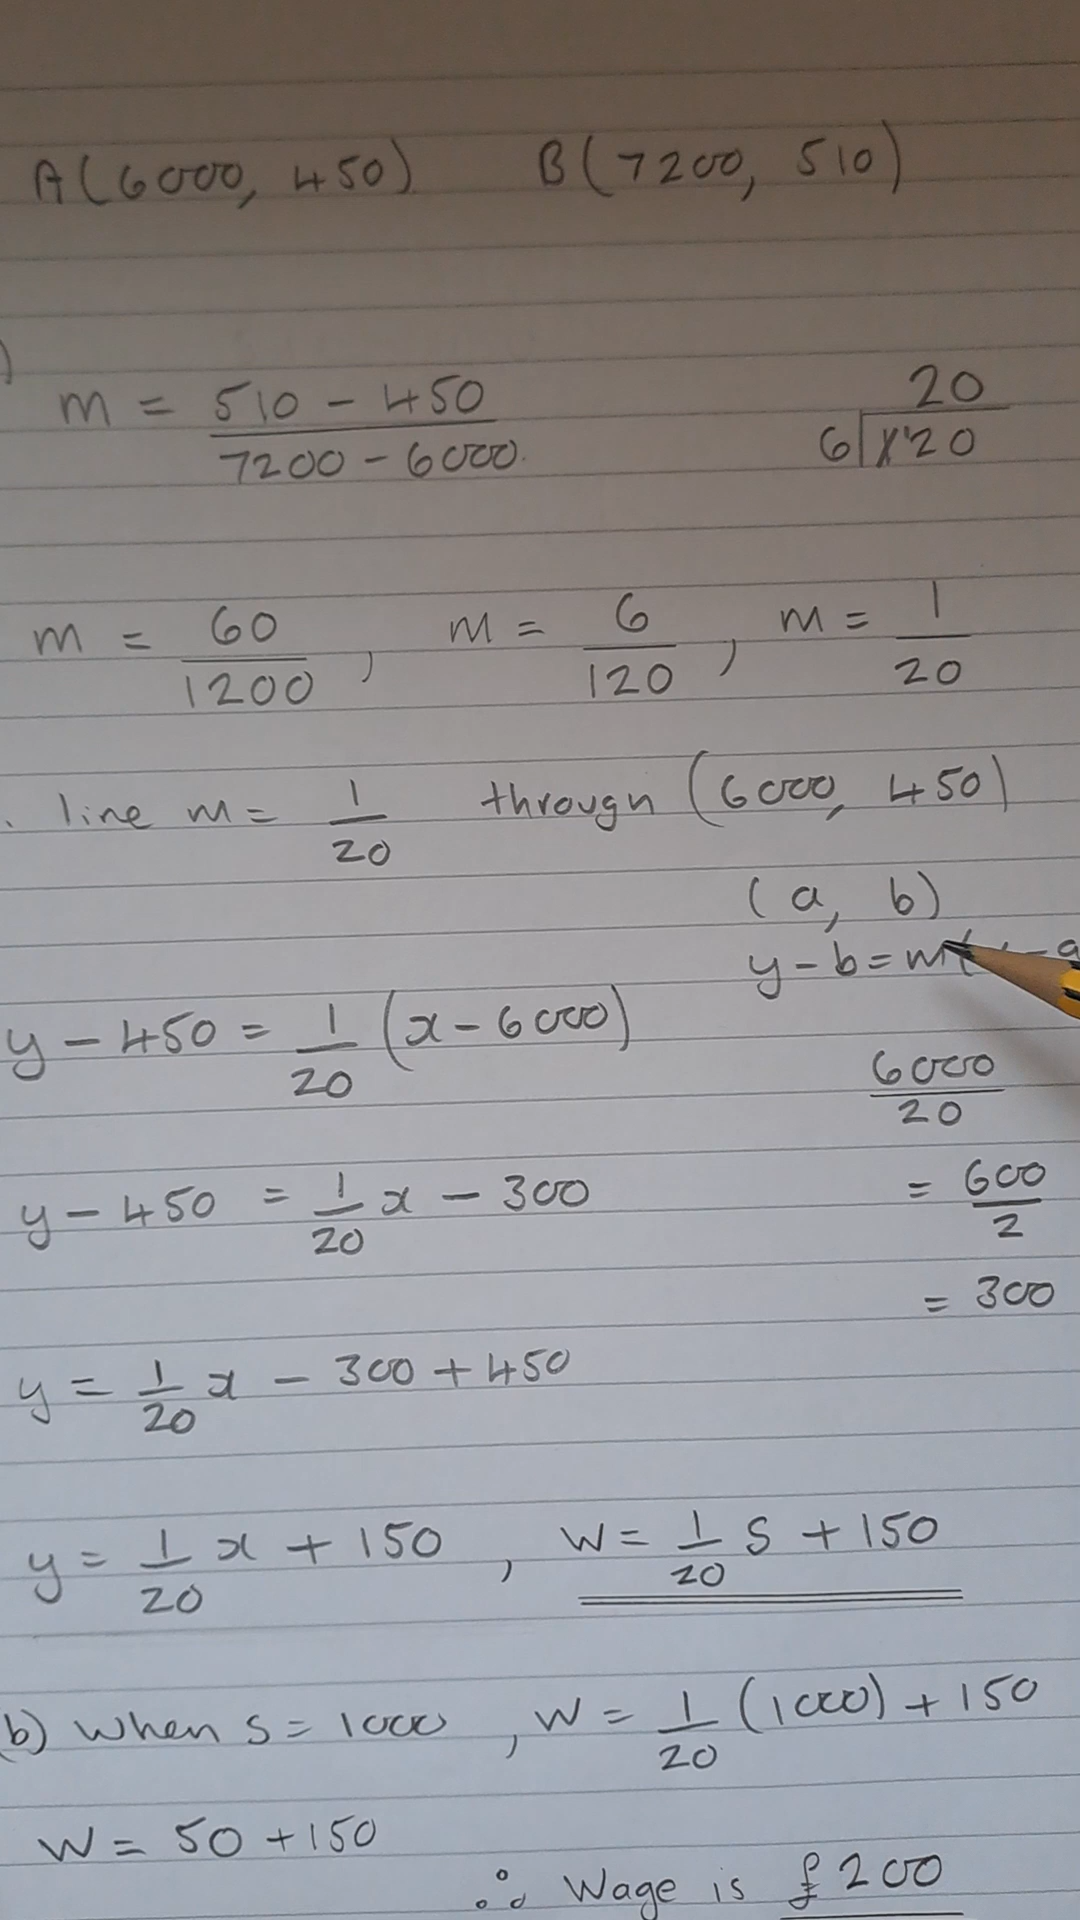 A(6000, 450) B(7200, 510)
)
m = 510 - 450 / 7200 - 6000
20
6 120
m = 60/1200 , m = 6/120 , m = 1/20
. line m = 1/20 through (6000, 450)
(a, b)
y - b = m( - a
y - 450 = 1/20 (x - 6000)
6000/20
y - 450 = 1/20 x - 300
= 600/2
= 300
y = 1/20 x - 300 + 450
y = 1/20 x + 150 , W = 1/20 S + 150
(b) When S = 1000 , W = 1/20 (1000) + 150
W = 50 + 150
∴ Wage is £200